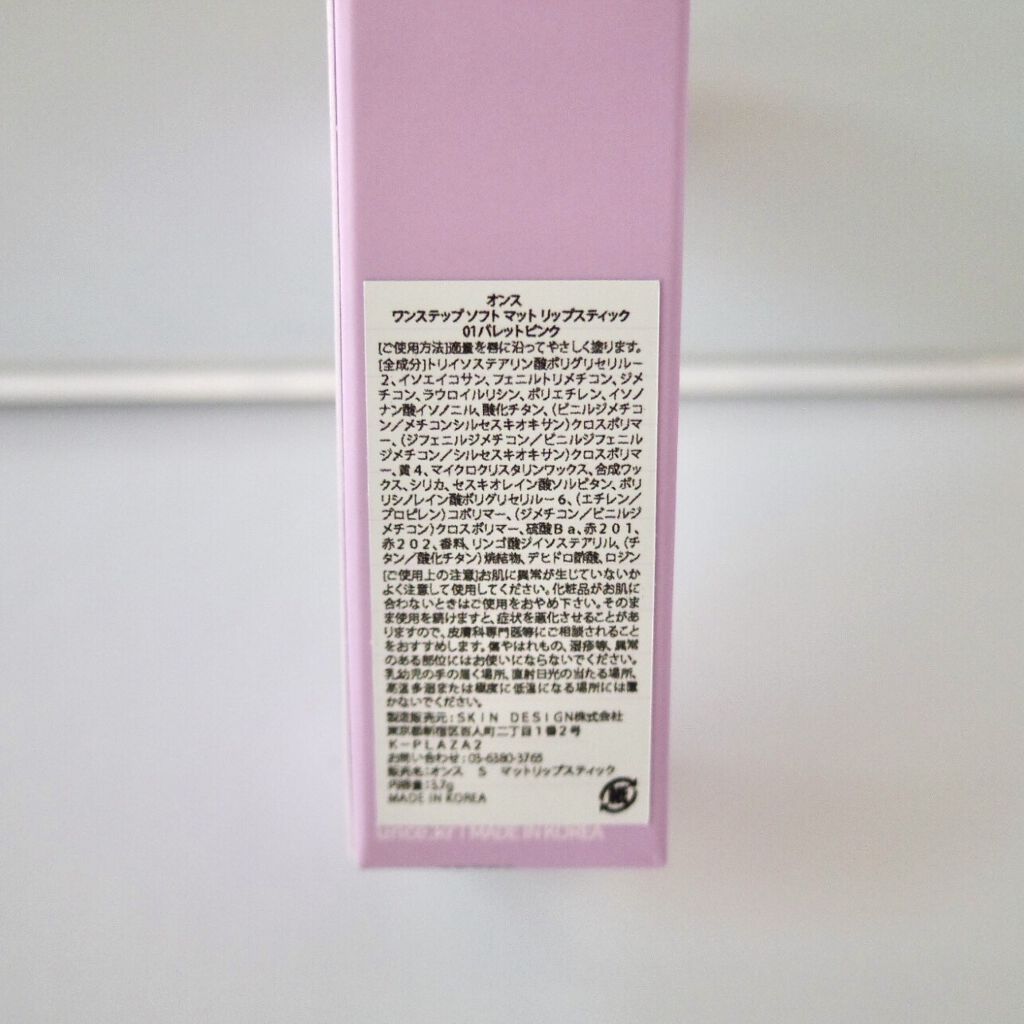 オンス
ワンステップ ソフト マット リップスティック
01パレットピンク
[ご使用方法]適量を唇に沿ってやさしく塗ります。
[全成分]トリイソステアリン酸ポリグリセリル－
2、イソエイコサン、フェニルトリメチコン、ジメ
チコン、ラウロイルリシン、ポリエチレン、イソノ
ナン酸イソノニル、酸化チタン、(ビニルジメチコ
ン／メチコンシルセスキオキサン)クロスポリマ
ー、(ジフェニルジメチコン／ビニルジフェニル
ジメチコン／シルセスキオキサン)クロスポリマ
ー、黄４、マイクロクリスタリンワックス、合成ワッ
クス、シリカ、セスキオレイン酸ソルビタン、ポリ
リシノレイン酸ポリグリセリル－６、(エチレン／
プロピレン)コポリマー、(ジメチコン／ビニルジ
メチコン)クロスポリマー、硫酸Ｂａ、赤２０１、
赤２０２、香料、リンゴ酸ジイソステアリル、(チ
タン／酸化チタン)焼結物、デヒドロ酢酸、ロジン
[ご使用上の注意]お肌に異常が生じていないか
よく注意して使用してください。化粧品がお肌に
合わないときはご使用をおやめ下さい。そのま
ま使用を続けますと、症状を悪化させることがあ
りますので、皮膚科専門医等にご相談されること
をおすすめします。傷やはれもの、湿疹等、異常
のある部位にはお使いにならないでください。
乳幼児の手の届く場所、直射日光の当たる場所、
高温多湿または極度に低温になる場所には置
かないでください。
製造販売元：ＳＫＩＮ ＤＥＳＩＧＮ株式会社
東京都新宿区百人町二丁目１番２号
Ｋ－ＰＬＡＺＡ２
お問い合わせ：03-6380-3765
販売名：オンス Ｓ マットリップスティック
内容量：3.7g
MADE IN KOREA
紙
unce.kr | MADE IN KOREA